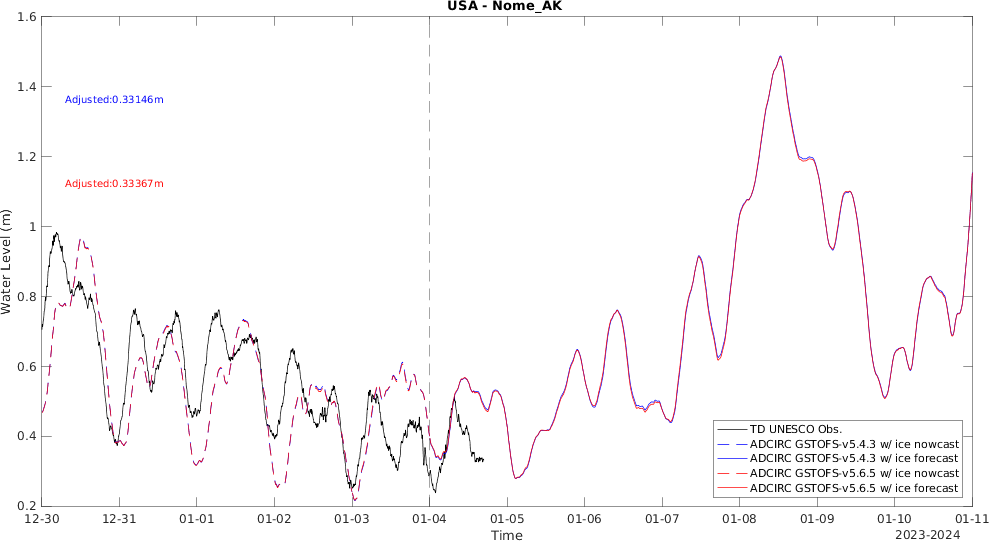 USA - Nome_AK
1.6
1.4
1.2
1
0.8
0.6
0.4
0.2
Water Level (m)
Adjusted:0.33146m
Adjusted:0.33367m
TD UNESCO Obs.
ADCIRC GSTOFS-v5.4.3 w/ ice nowcast
ADCIRC GSTOFS-v5.4.3 w/ ice forecast
ADCIRC GSTOFS-v5.6.5 w/ ice nowcast
ADCIRC GSTOFS-v5.6.5 w/ ice forecast
12-30 12-31 01-01 01-02 01-03 01-04 01-05 01-06 01-07 01-08 01-09 01-10 01-11
Time
2023-2024